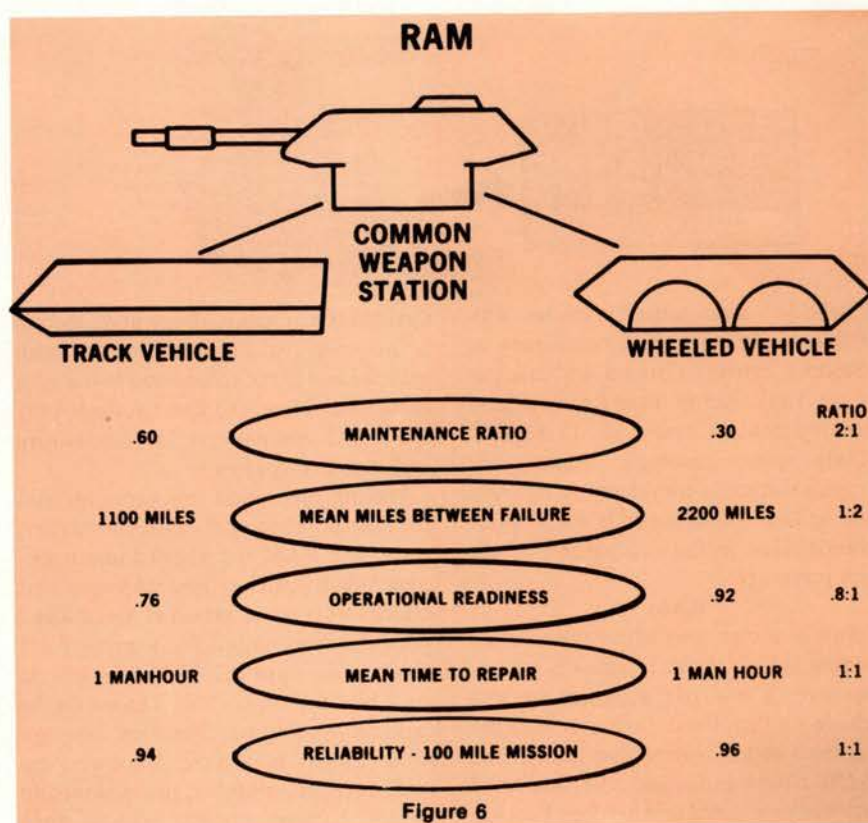 RAM
COMMON
WEAPON
STATION
TRACK VEHICLE
WHEELED VEHICLE
RATIO
.60 MAINTENANCE RATIO .30 2:1
1100 MILES MEAN MILES BETWEEN FAILURE 2200 MILES 1:2
.76 OPERATIONAL READINESS .92 .8:1
1 MANHOUR MEAN TIME TO REPAIR 1 MAN HOUR 1:1
.94 RELIABILITY - 100 MILE MISSION .96 1:1
Figure 6